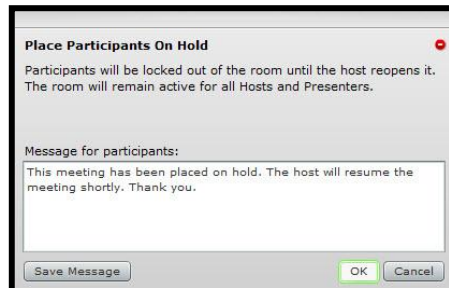 Place Participants On Hold
Participants will be locked out of the room until the host reopens it.
The room will remain active for all Hosts and Presenters.
Message for participants:
This meeting has been placed on hold. The host will resume the
meeting shortly. Thank you.
Save Message
OK
Cancel